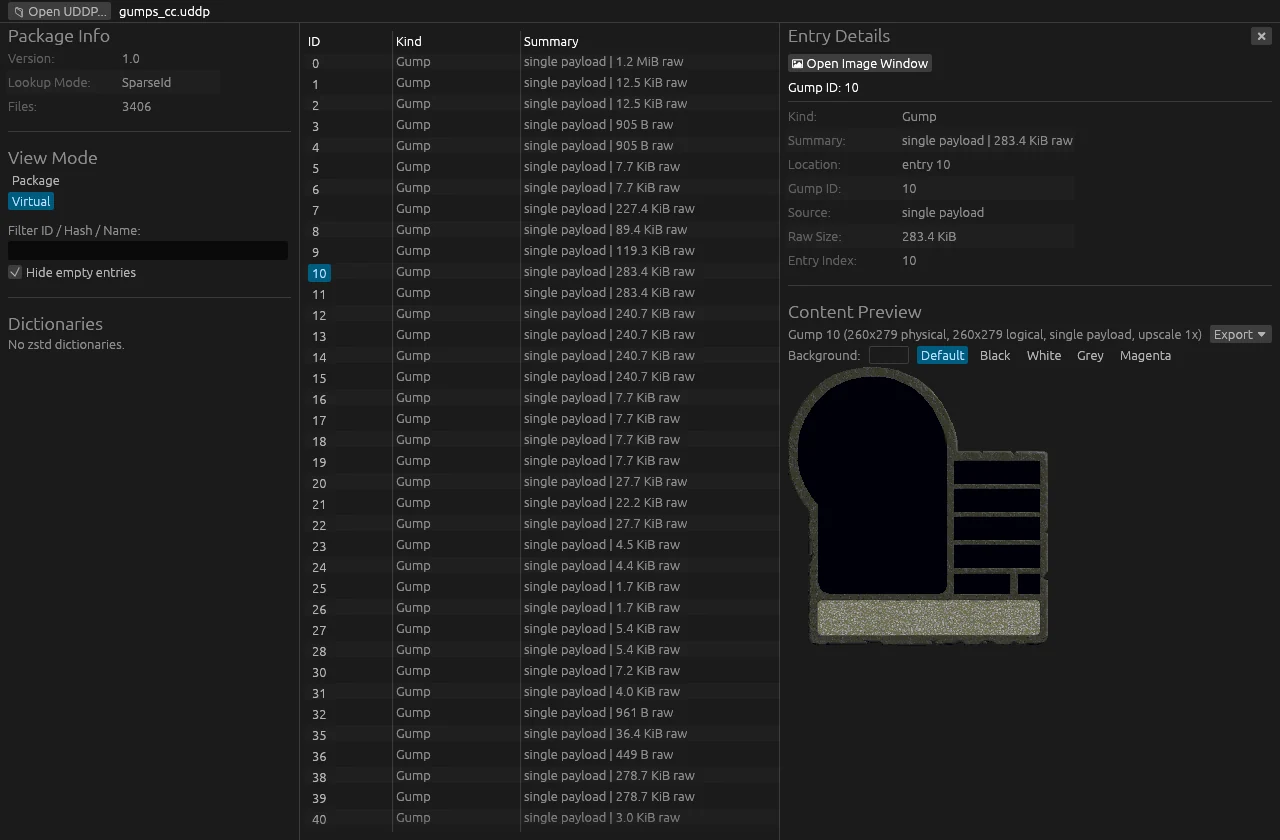 Open UDDP... gumps_cc.uddp
Package Info
Version: 1.0
Lookup Mode: SparseId
Files: 3406
View Mode
Package
Virtual
Filter ID / Hash / Name:
Hide empty entries
Dictionaries
No zstd dictionaries.
ID Kind Summary
0 Gump single payload | 1.2 MiB raw
1 Gump single payload | 12.5 KiB raw
2 Gump single payload | 12.5 KiB raw
3 Gump single payload | 905 B raw
4 Gump single payload | 905 B raw
5 Gump single payload | 7.7 KiB raw
6 Gump single payload | 7.7 KiB raw
7 Gump single payload | 227.4 KiB raw
8 Gump single payload | 89.4 KiB raw
9 Gump single payload | 119.3 KiB raw
10 Gump single payload | 283.4 KiB raw
11 Gump single payload | 283.4 KiB raw
12 Gump single payload | 240.7 KiB raw
13 Gump single payload | 240.7 KiB raw
14 Gump single payload | 240.7 KiB raw
15 Gump single payload | 240.7 KiB raw
16 Gump single payload | 7.7 KiB raw
17 Gump single payload | 7.7 KiB raw
18 Gump single payload | 7.7 KiB raw
19 Gump single payload | 7.7 KiB raw
20 Gump single payload | 27.7 KiB raw
21 Gump single payload | 22.2 KiB raw
22 Gump single payload | 27.7 KiB raw
23 Gump single payload | 4.5 KiB raw
24 Gump single payload | 4.4 KiB raw
25 Gump single payload | 1.7 KiB raw
26 Gump single payload | 1.7 KiB raw
27 Gump single payload | 5.4 KiB raw
28 Gump single payload | 5.4 KiB raw
30 Gump single payload | 7.2 KiB raw
31 Gump single payload | 4.0 KiB raw
32 Gump single payload | 961 B raw
35 Gump single payload | 36.4 KiB raw
36 Gump single payload | 449 B raw
38 Gump single payload | 278.7 KiB raw
39 Gump single payload | 278.7 KiB raw
40 Gump single payload | 3.0 KiB raw
Entry Details
Open Image Window
Gump ID: 10
Kind: Gump
Summary: single payload | 283.4 KiB raw
Location: entry 10
Gump ID: 10
Source: single payload
Raw Size: 283.4 KiB
Entry Index: 10
Content Preview
Gump 10 (260x279 physical, 260x279 logical, single payload, upscale 1x) Export
Background: Default Black White Grey Magenta